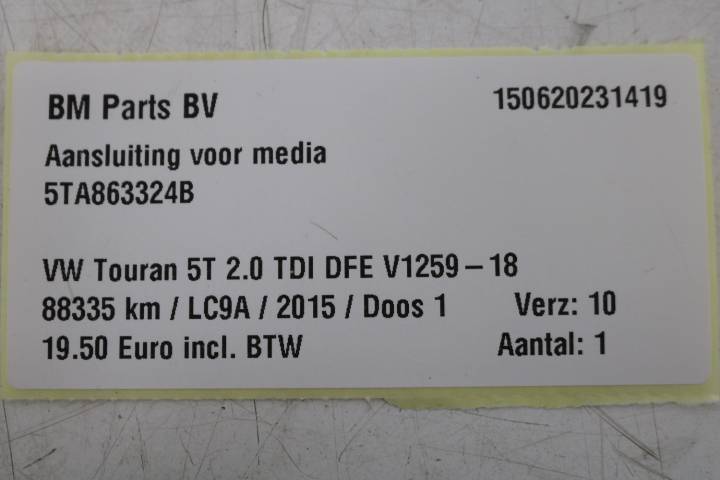 BM Parts BV 150620231419
Aansluiting voor media
5TA863324B
VW Touran 5T 2.0 TDI DFE V1259 – 18
88335 km / LC9A / 2015 / Doos 1 Verz: 10
19.50 Euro incl. BTW Aantal: 1